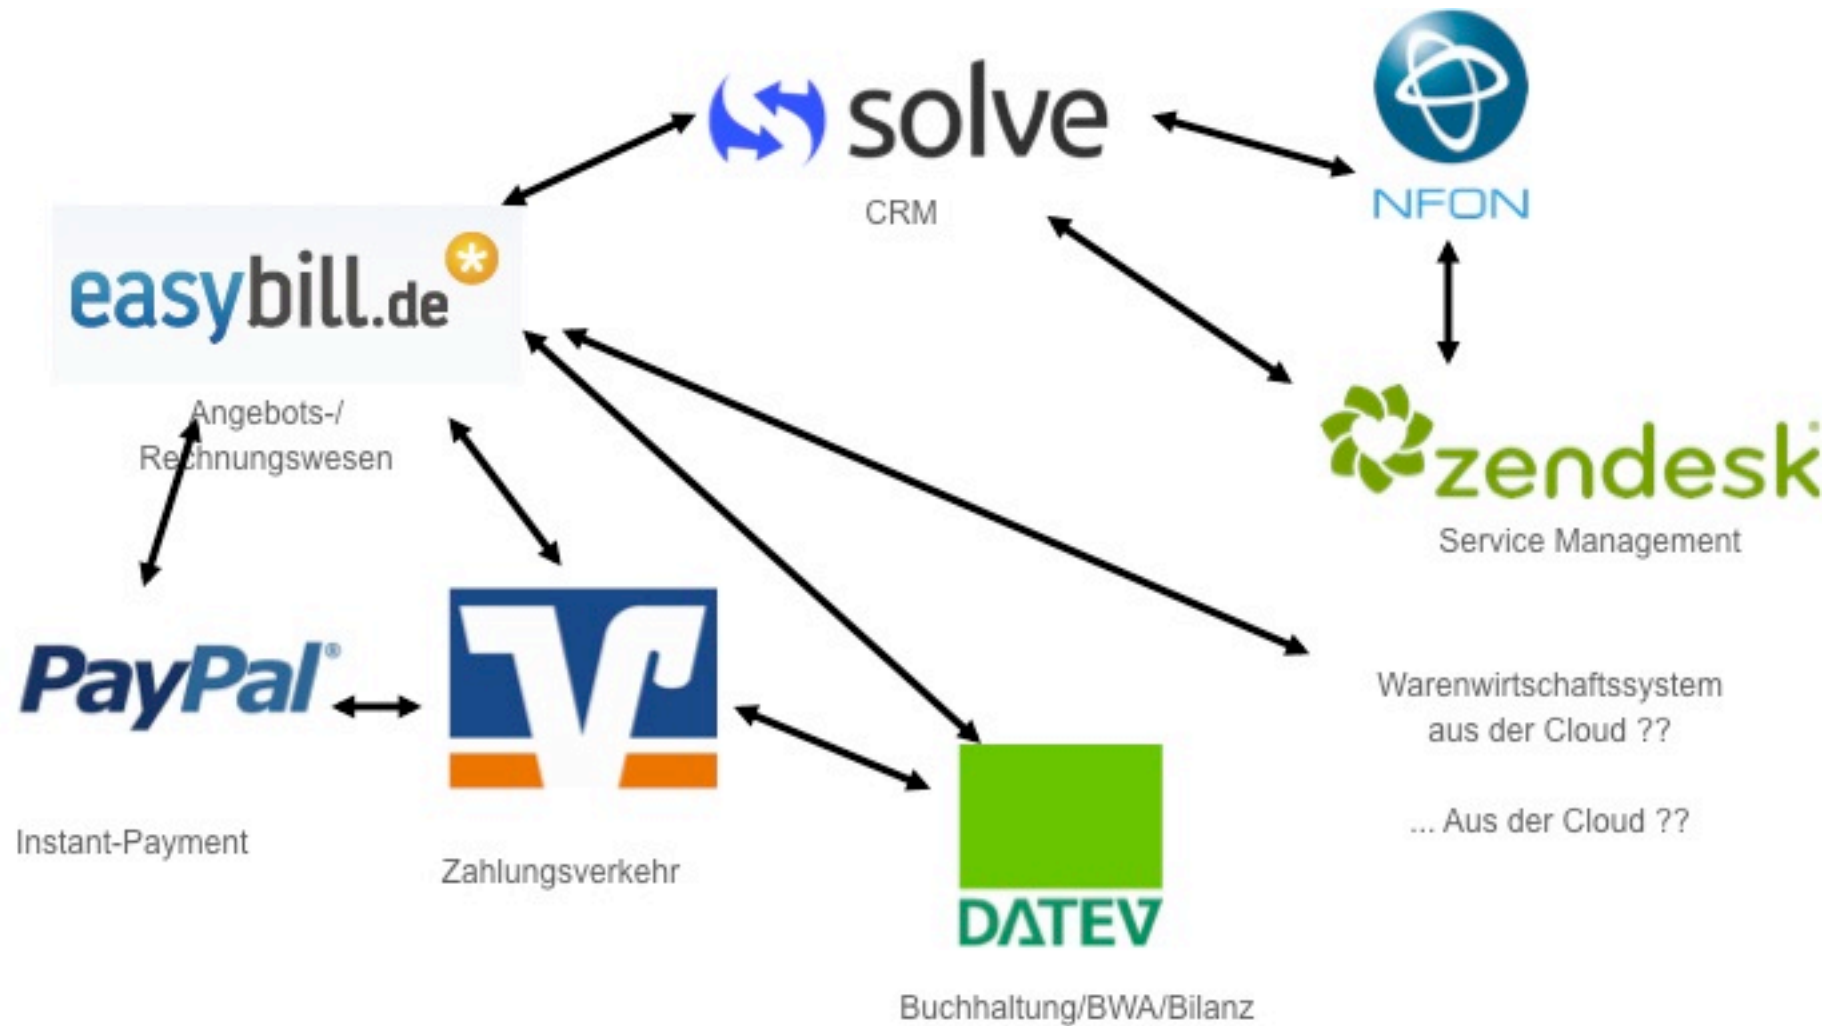 solve
CRM
NFON
easybill.de
Angebots-/
Rechnungswesen
zendesk
Service Management
PayPal®
Instant-Payment
Zahlungsverkehr
Warenwirtschaftssystem
aus der Cloud ??
... Aus der Cloud ??
DATEV
Buchhaltung/BWA/Bilanz